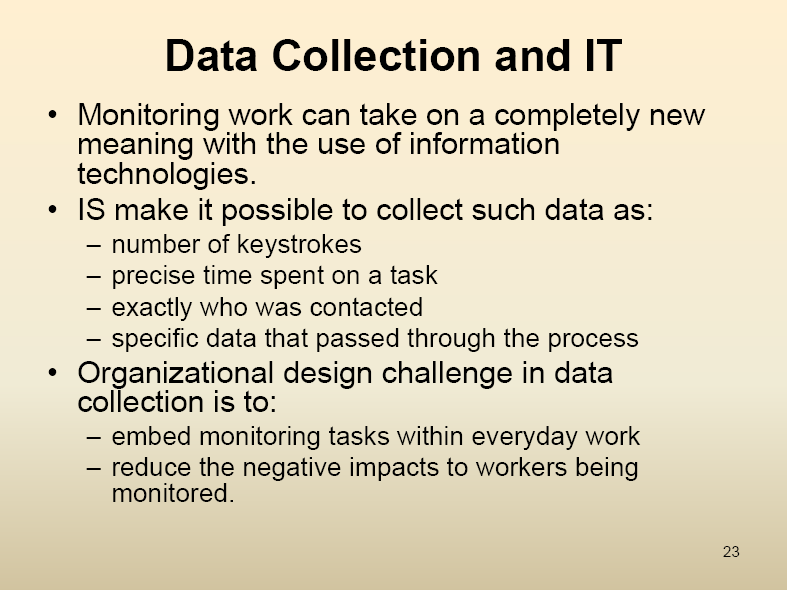 Data Collection and IT
• Monitoring work can take on a completely new
meaning with the use of information
technologies.
• IS make it possible to collect such data as:
– number of keystrokes
– precise time spent on a task
– exactly who was contacted
– specific data that passed through the process
• Organizational design challenge in data
collection is to:
– embed monitoring tasks within everyday work
– reduce the negative impacts to workers being
monitored.
23